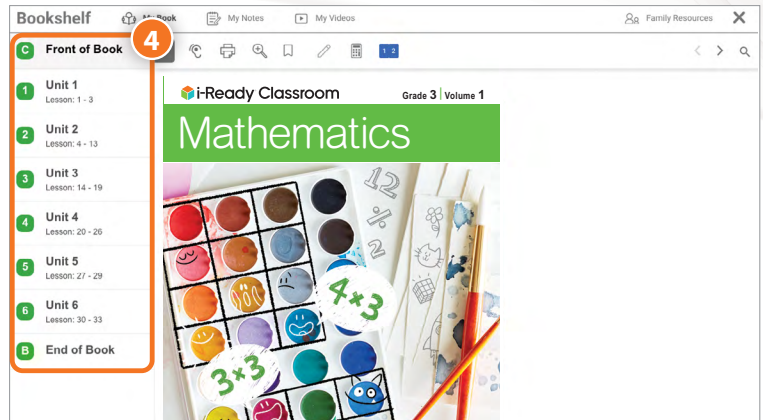 Bookshelf My Book My Notes My Videos Family Resources
4
C Front of Book
1 2
1 Unit 1
Lesson: 1 - 3
2 Unit 2
Lesson: 4 - 13
3 Unit 3
Lesson: 14 - 19
4 Unit 4
Lesson: 20 - 26
5 Unit 5
Lesson: 27 - 29
6 Unit 6
Lesson: 30 - 33
B End of Book
i-Ready Classroom Grade 3 Volume 1
Mathematics
12
%
2
4×3
3×3